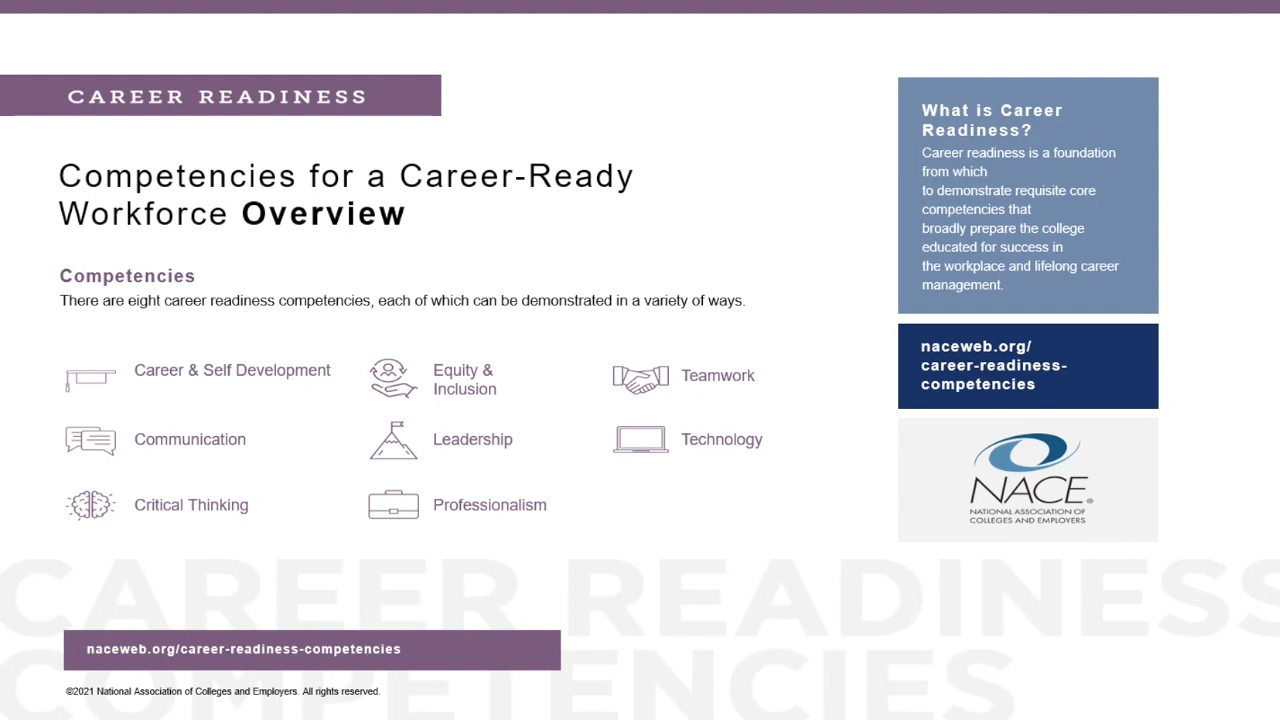 CAREER READINESS
Competencies for a Career-Ready
Workforce Overview
Competencies
There are eight career readiness competencies, each of which can be demonstrated in a variety of ways.
Career & Self Development
Communication
Critical Thinking
Equity &
Inclusion
Leadership
Professionalism
Teamwork
Technology
What is Career
Readiness?
Career readiness is a foundation
from which
to demonstrate requisite core
competencies that
broadly prepare the college
educated for success in
the workplace and lifelong career
management.
naceweb.org/
career-readiness-
competencies
NACE®
NATIONAL ASSOCIATION OF
COLLEGES AND EMPLOYERS
CAREER READINESS
COMPETENCIES
naceweb.org/career-readiness-competencies
©2021 National Association of Colleges and Employers. All rights reserved.